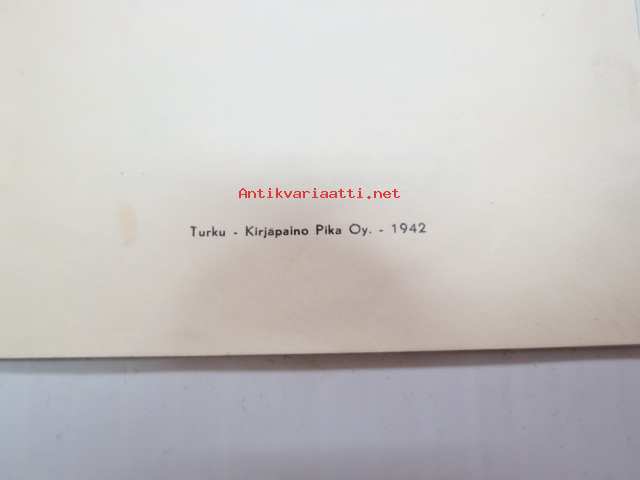 Antikvariaatti.net
Turku - Kirjapaino Pika Oy. - 1942